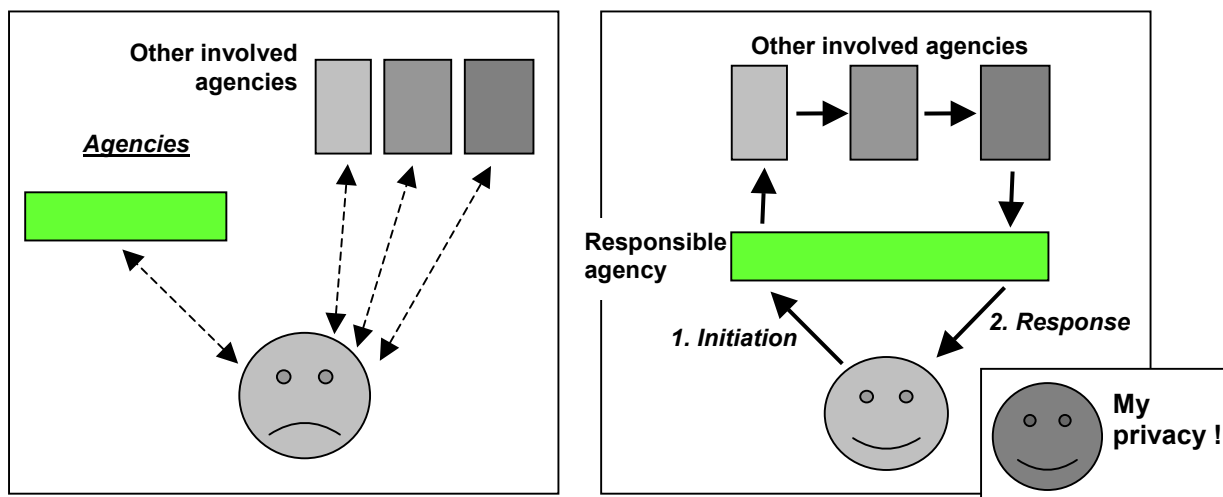 Other involved
agencies
Agencies
Other involved agencies
Responsible
agency
1. Initiation
2. Response
My
privacy !